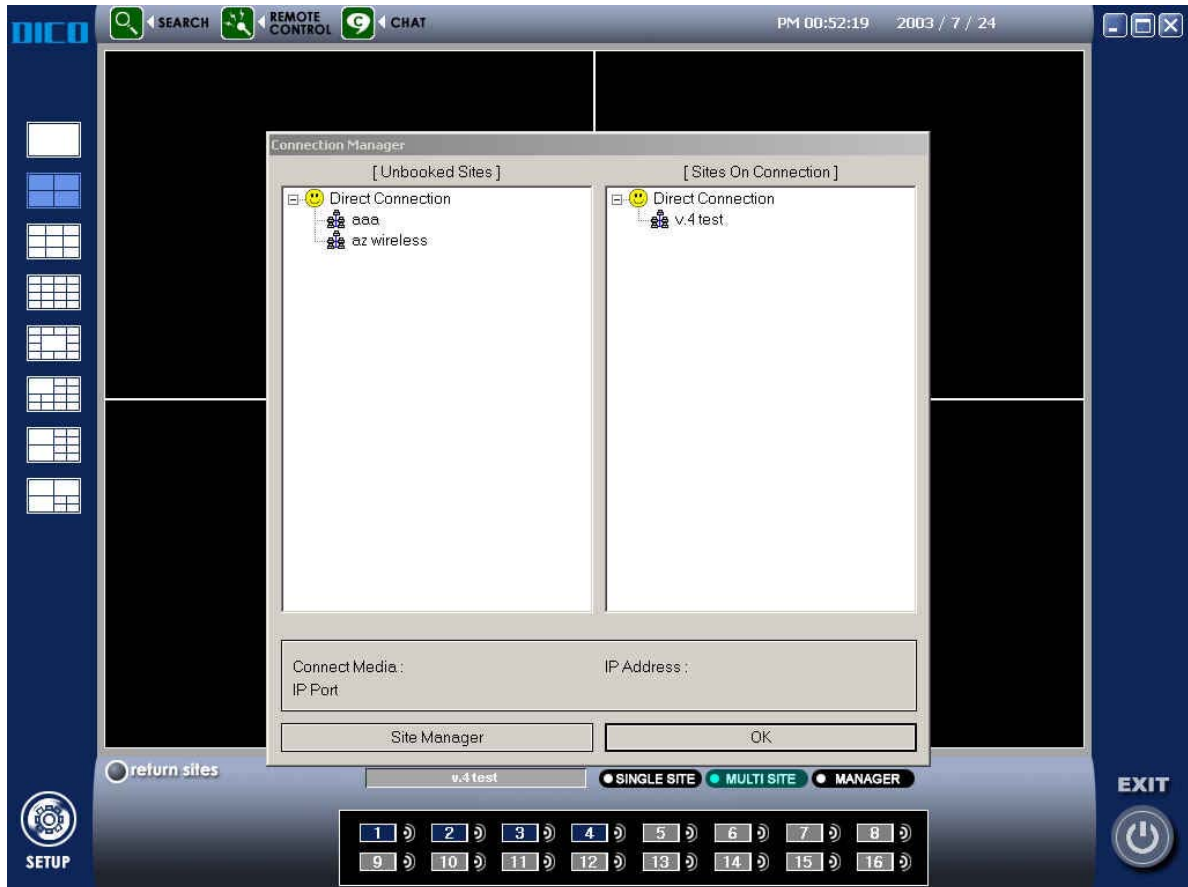 DICO
SEARCH
REMOTE CONTROL
CHAT
PM 00:52:19 2003 / 7 / 24
Connection Manager
[ Unbooked Sites ]
[ Sites On Connection ]
Direct Connection
aaa
az wireless
Direct Connection
v.4 test
Connect Media :
IP Address :
IP Port
Site Manager
OK
return sites
v.4 test
SINGLE SITE
MULTI SITE
MANAGER
EXIT
SETUP
1 2 3 4 5 6 7 8
9 10 11 12 13 14 15 16